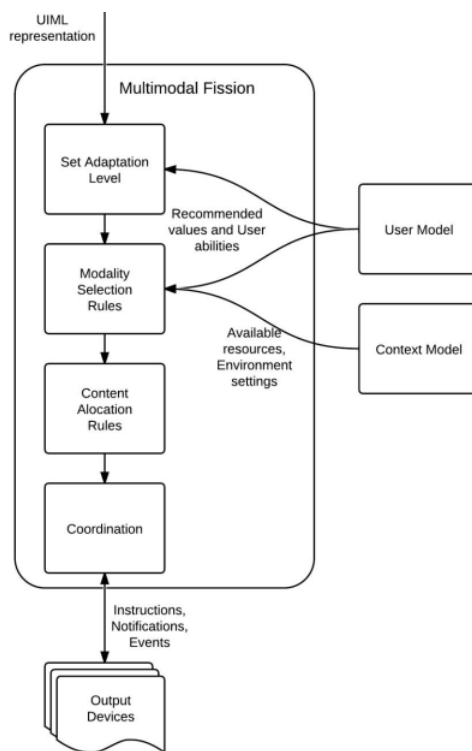 UIML
representation
Multimodal Fission
Set Adaptation
Level
Recommended
values and User
abilities
User Model
Modality
Selection
Rules
Available
resources,
Environment
settings
Context Model
Content
Alocation
Rules
Coordination
Instructions,
Notifications,
Events
Output
Devices